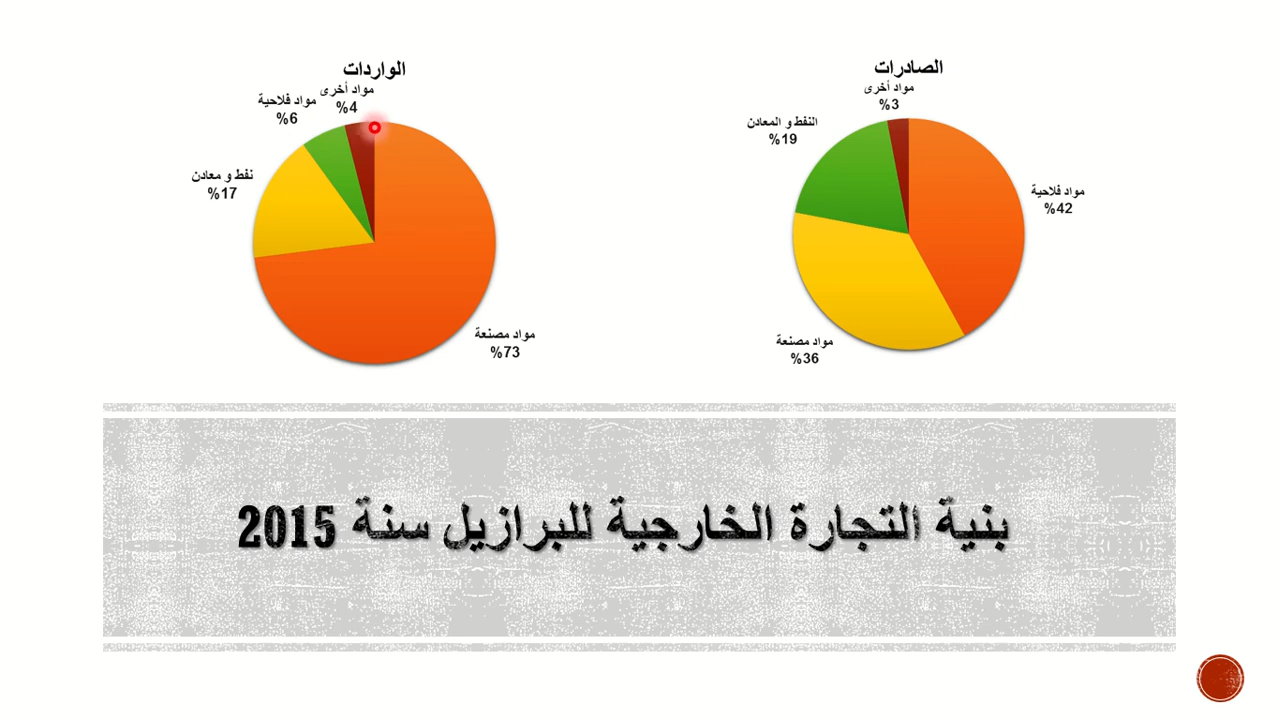 الصادرات
مواد أخرى
%3
النفط و المعادن
%19
مواد فلاحية
%42
مواد مصنعة
%36
الواردات
مواد أخرى
%4
مواد فلاحية
%6
نفط و معادن
%17
مواد مصنعة
%73
بنية التجارة الخارجية للبرازيل سنة 2015